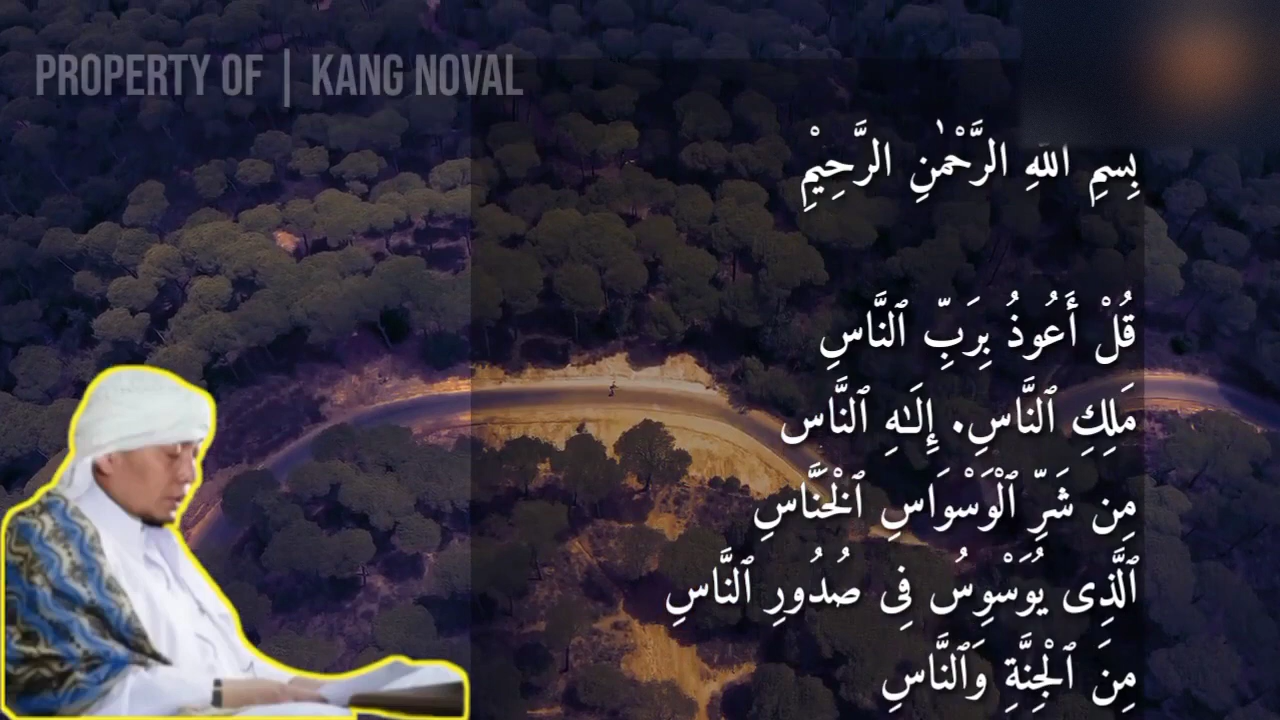 PROPERTY OF | KANG NOVAL
بِسمِ اللهِ الرَّحْمٰنِ الرَّحِيْمِ
قُلْ أَعُوذُ بِرَبِّ ٱلنَّاسِ
مَلِكِ ٱلنَّاسِ. إِلَـٰهِ ٱلنَّاس
مِن شَرِّ ٱلْوَسْوَاسِ ٱلْخَنَّاسِ
ٱلَّذِى يُوَسْوِسُ فِى صُدُورِ ٱلنَّاسِ
مِنَ ٱلْجِنَّةِ وَٱلنَّاسِ